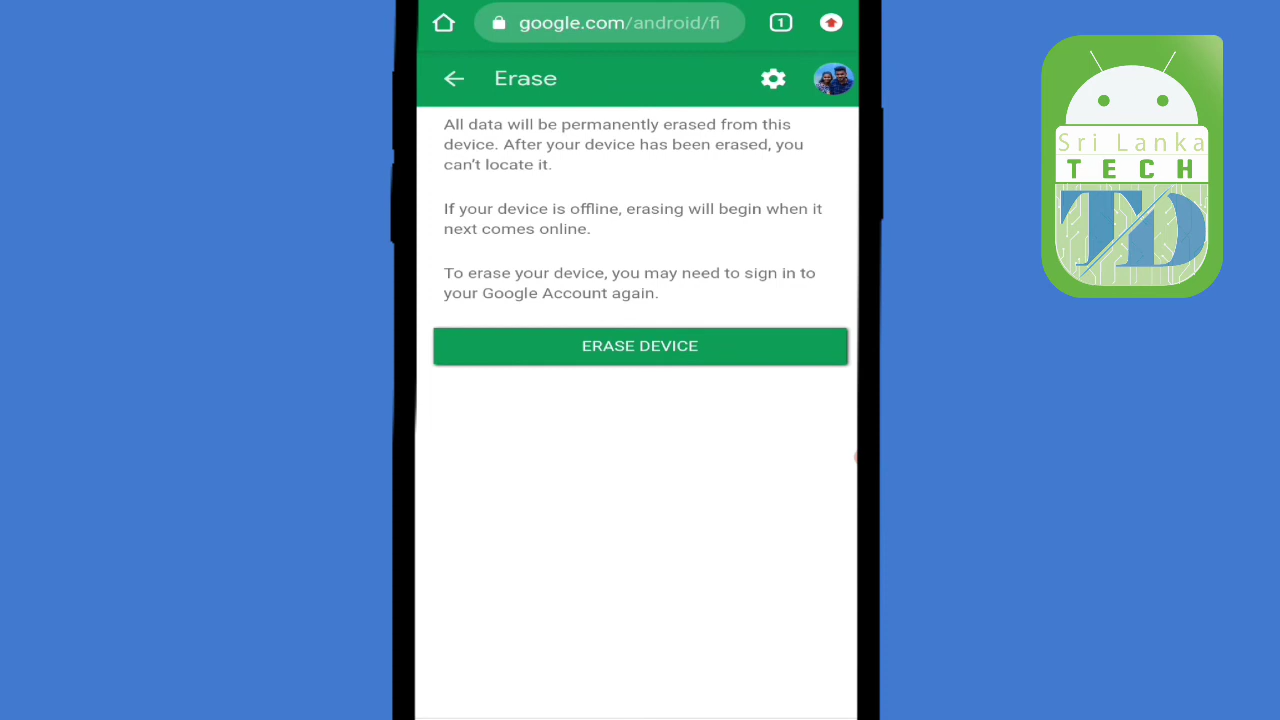 google.com/android/fi
1
Erase
All data will be permanently erased from this
device. After your device has been erased, you
can't locate it.
If your device is offline, erasing will begin when it
next comes online.
To erase your device, you may need to sign in to
your Google Account again.
ERASE DEVICE
Sri Lanka
TECH
TD